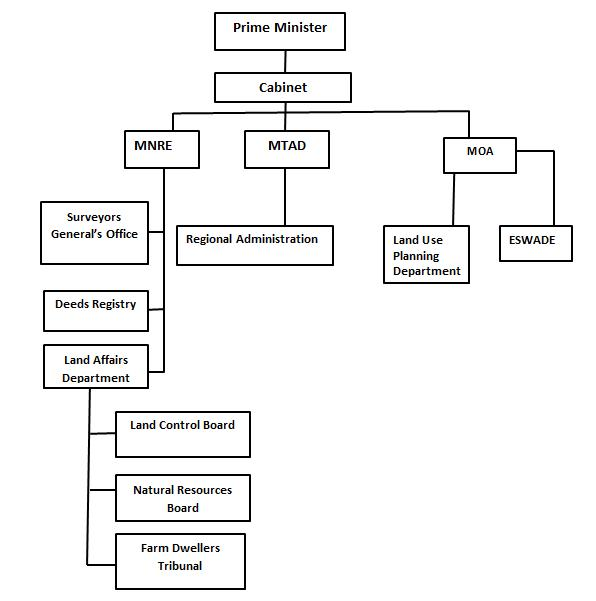 Prime Minister
Cabinet
MNRE
MTAD
MOA
Surveyors
General's Office
Regional Administration
Land Use
Planning
Department
ESWADE
Deeds Registry
Land Affairs
Department
Land Control Board
Natural Resources
Board
Farm Dwellers
Tribunal